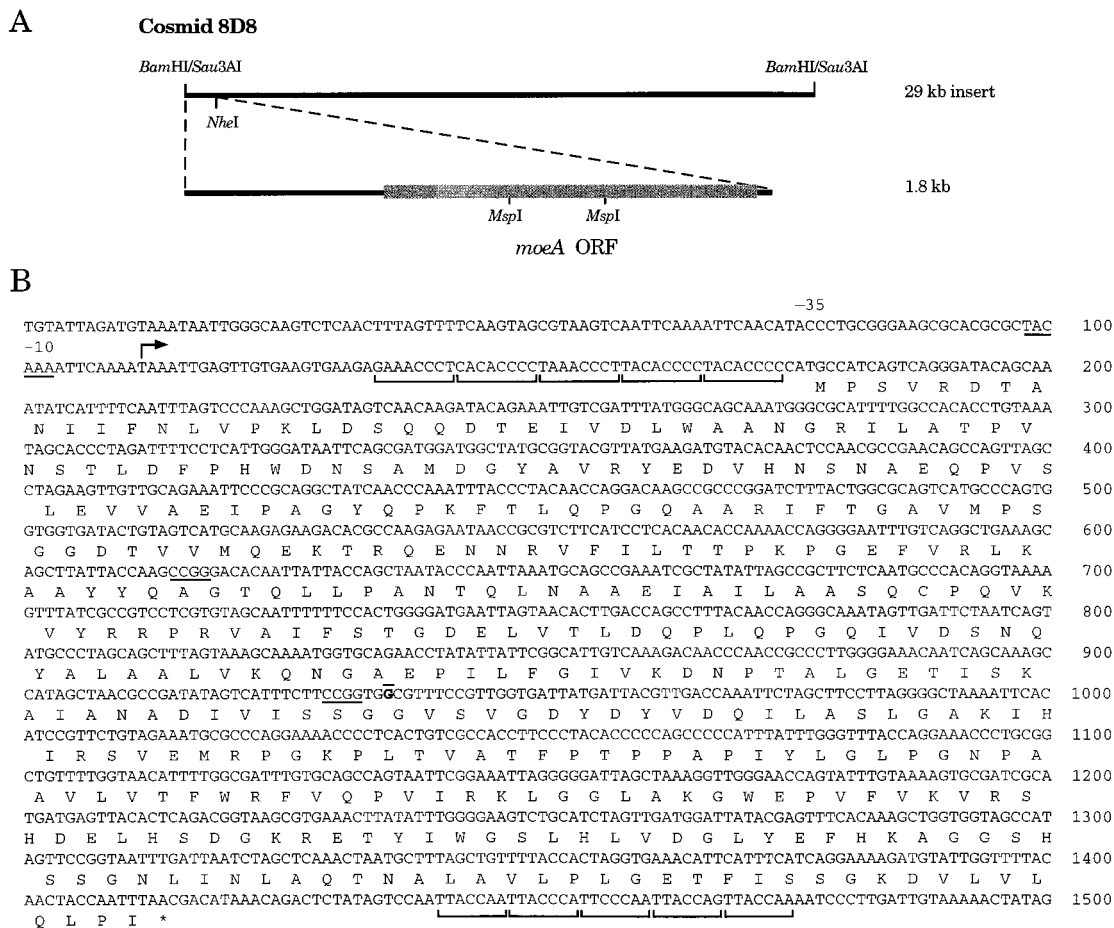 A
Cosmid 8D8
BamHI/Sau3AI
BamHI/Sau3AI
29 kb insert
NheI
1.8 kb
MspI
MspI
moeA ORF
B
−35
TGTATTAGATGTAAATAATTGGGCAAGTCTCAACTTTAGTTTTCAAGTAGCGTAAGTCAATTCAAAATTCAACATACCCTGCGGGAAGCGCACGCGCTAC 100
−10
AAAATTCAAAATAAATTGAGTTGTGAAGTGAAGAGAAACCCTCACACCCCTAAACCCTTACACCCCTACACCCCCATGCCATCAGTCAGGGATACAGCAA 200
M P S V R D T A
ATATCATTTTCAATTTAGTCCCAAAGCTGGATAGTCAACAAGATACAGAAATTGTCGATTTATGGGCAGCAAATGGGCGCATTTTGGCCACACCTGTAAA 300
N I I F N L V P K L D S Q Q D T E I V D L W A A N G R I L A T P V
TAGCACCCTAGATTTTCCTCATTGGGATAATTCAGCGATGGATGGCTATGCGGTACGTTATGAAGATGTACACAACTCCAACGCCGAACAGCCAGTTAGC 400
N S T L D F P H W D N S A M D G Y A V R Y E D V H N S N A E Q P V S
CTAGAAGTTGTTGCAGAAATTCCCGCAGGCTATCAACCCAAATTTACCCTACAACCAGGACAAGCCGCCCGGATCTTTACTGGCGCAGTCATGCCCAGTG 500
L E V V A E I P A G Y Q P K F T L Q P G Q A A R I F T G A V M P S
GTGGTGATACTGTAGTCATGCAAGAGAAGACACGCCAAGAGAATAACCGCGTCTTCATCCTCACAACACCAAAACCAGGGGAATTTGTCAGGCTGAAAGC 600
G G D T V V M Q E K T R Q E N N R V F I L T T P K P G E F V R L K
AGCTTATTACCAAGCCGGGACACAATTATTACCAGCTAATACCCAATTAAATGCAGCCGAAATCGCTATATTAGCCGCTTCTCAATGCCCACAGGTAAAA 700
A A Y Y Q A G T Q L L P A N T Q L N A A E I A I L A A S Q C P Q V K
GTTTATCGCCGTCCTCGTGTAGCAATTTTTTCCACTGGGGATGAATTAGTAACACTTGACCAGCCTTTACAACCAGGGCAAATAGTTGATTCTAATCAGT 800
V Y R R P R V A I F S T G D E L V T L D Q P L Q P G Q I V D S N Q
ATGCCCTAGCAGCTTTAGTAAAGCAAAATGGTGCAGAACCTATATTATTCGGCATTGTCAAAGACAACCCAACCGCCCTTGGGGAAACAATCAGCAAAGC 900
Y A L A A L V K Q N G A E P I L F G I V K D N P T A L G E T I S K
CATAGCTAACGCCGATATAGTCATTTCTTCCGGTGGCGTTTCCGTTGGTGATTATGATTACGTTGACCAAATTCTAGCTTCCTTAGGGGCTAAAATTCAC 1000
A I A N A D I V I S S G G V S V G D Y D Y V D Q I L A S L G A K I H
ATCCGTTCTGTAGAAATGCGCCCAGGAAAACCCCTCACTGTCGCCACCTTCCCTACACCCCCAGCCCCCATTTATTTGGGTTTACCAGGAAACCCTGCGG 1100
I R S V E M R P G K P L T V A T F P T P P A P I Y L G L P G N P A
CTGTTTTGGTAACATTTTGGCGATTTGTGCAGCCAGTAATTCGGAAATTAGGGGGATTAGCTAAAGGTTGGGAACCAGTATTTGTAAAAGTGCGATCGCA 1200
A V L V T F W R F V Q P V I R K L G G L A K G W E P V F V K V R S
TGATGAGTTACACTCAGACGGTAAGCGTGAAACTTATATTTGGGGAAGTCTGCATCTAGTTGATGGATTATACGAGTTTCACAAAGCTGGTGGTAGCCAT 1300
H D E L H S D G K R E T Y I W G S L H L V D G L Y E F H K A G G S H
AGTTCCGGTAATTTGATTAATCTAGCTCAAACTAATGCTTTAGCTGTTTTACCACTAGGTGAAACATTCATTTCATCAGGAAAAGATGTATTGGTTTTAC 1400
S S G N L I N L A Q T N A L A V L P L G E T F I S S G K D V L V L
AACTACCAATTTAACGACATAAACAGACTCTATAGTCCAATTACCAATTACCCATTCCCAATTACCAGTTACCAAAATCCCTTGATTGTAAAAACTATAG 1500
Q L P I *